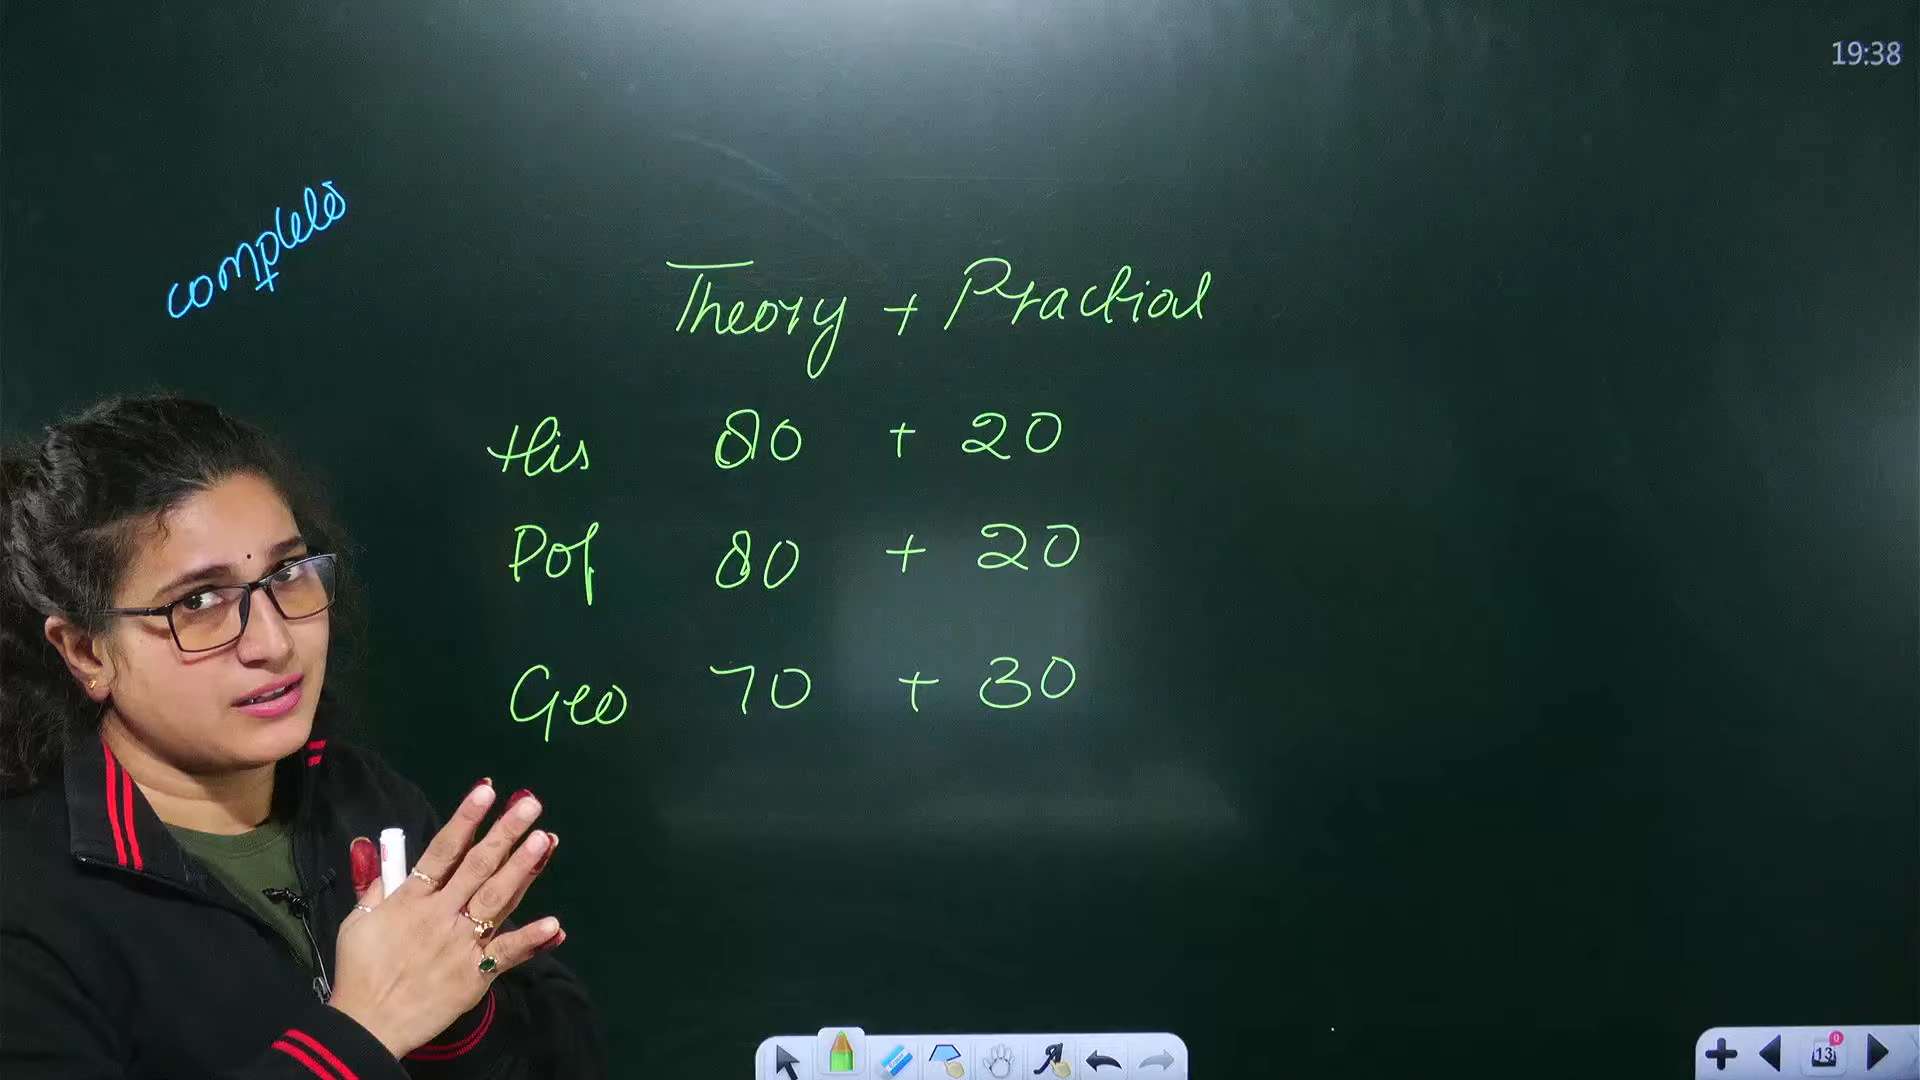 19:38
complete
Theory + Practical
His 80 + 20
Pol 80 + 20
Geo 70 + 30
13